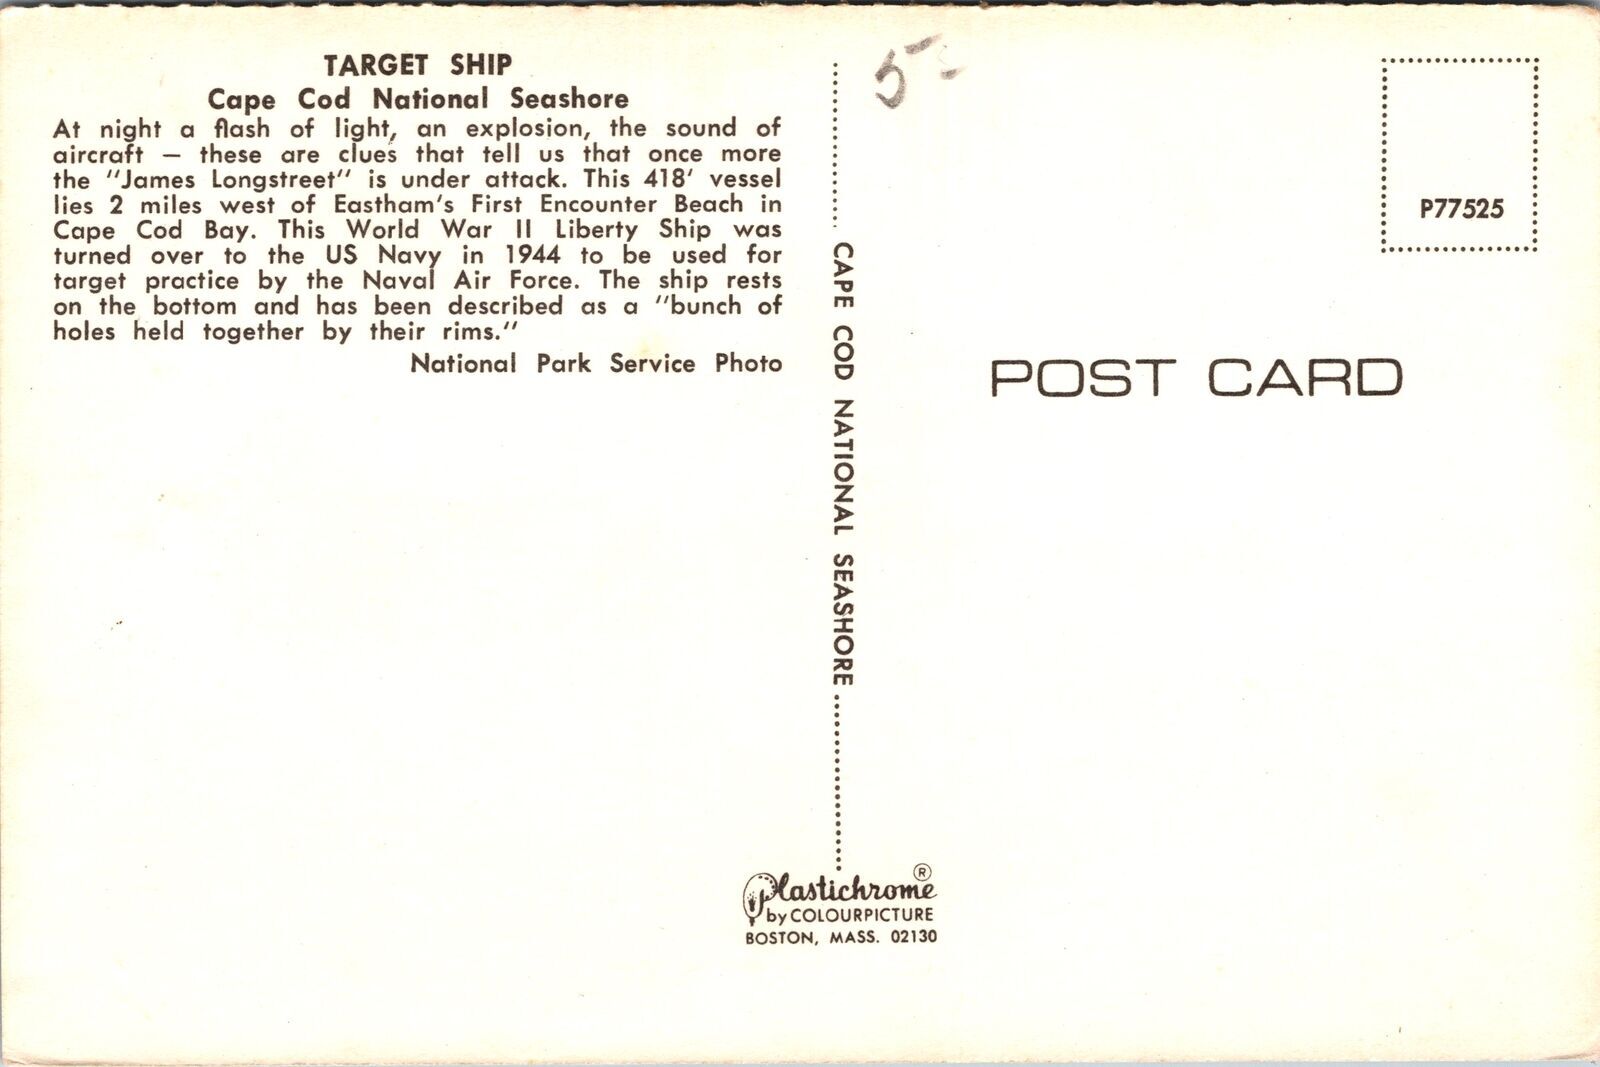 TARGET SHIP
Cape Cod National Seashore
At night a flash of light, an explosion, the sound of
aircraft — these are clues that tell us that once more
the "James Longstreet" is under attack. This 418' vessel
lies 2 miles west of Eastham's First Encounter Beach in
Cape Cod Bay. This World War II Liberty Ship was
turned over to the US Navy in 1944 to be used for
target practice by the Naval Air Force. The ship rests
on the bottom and has been described as a "bunch of
holes held together by their rims."
National Park Service Photo
CAPE COD NATIONAL SEASHORE
Plastichrome®
by COLOURPICTURE
BOSTON, MASS. 02130
5
P77525
POST CARD